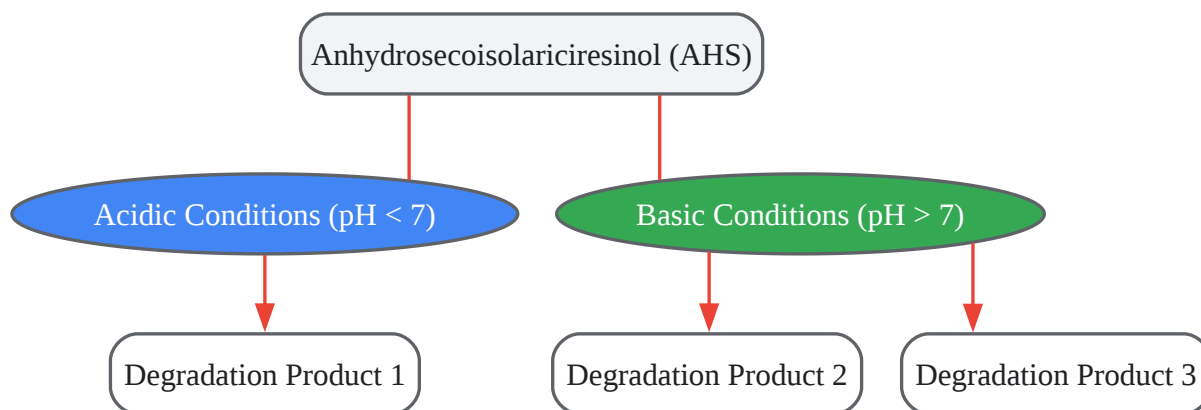 Anhydrosecoisolariciresinol (AHS)
Acidic Conditions (pH < 7)
Basic Conditions (pH > 7)
Degradation Product 1
Degradation Product 2
Degradation Product 3